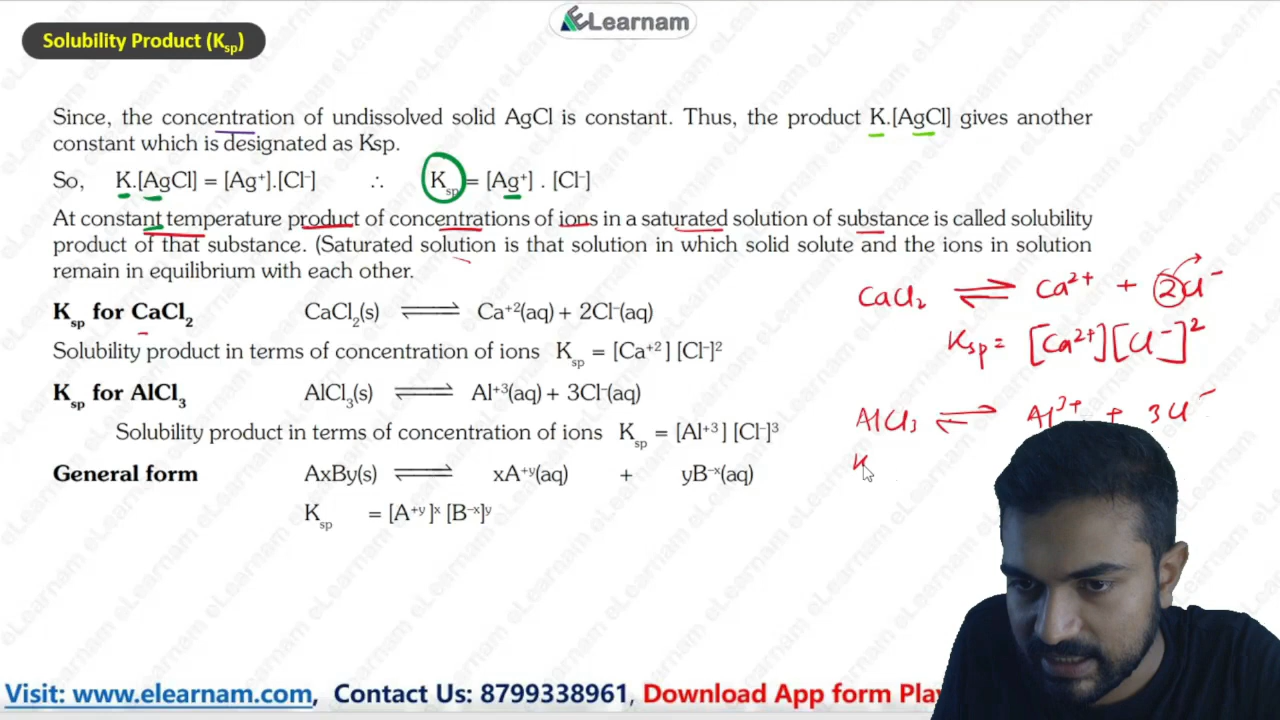 eLearnam
Solubility Product (Ksp)
Since, the concentration of undissolved solid AgCl is constant. Thus, the product K.[AgCl] gives another
constant which is designated as Ksp.
So, K.[AgCl] = [Ag⁺].[Cl⁻] ∴ Ksp = [Ag⁺] . [Cl⁻]
At constant temperature product of concentrations of ions in a saturated solution of substance is called solubility
product of that substance. (Saturated solution is that solution in which solid solute and the ions in solution
remain in equilibrium with each other.
Ksp for CaCl₂ CaCl₂(s) ⇌ Ca⁺²(aq) + 2Cl⁻(aq)
Solubility product in terms of concentration of ions Ksp = [Ca⁺²] [Cl⁻]²
Ksp for AlCl₃ AlCl₃(s) ⇌ Al⁺³(aq) + 3Cl⁻(aq)
Solubility product in terms of concentration of ions Ksp = [Al⁺³] [Cl⁻]³
General form AxBy(s) ⇌ xA⁺ʸ(aq) + yB⁻ˣ(aq)
Ksp = [A⁺ʸ]ˣ [B⁻ˣ]ʸ
CaCl₂ ⇌ Ca²⁺ + 2Cl⁻
Ksp = [Ca²⁺][Cl⁻]²
AlCl₃ ⇌ Al³⁺ + 3Cl⁻
K
Visit: www.elearnam.com, Contact Us: 8799338961, Download App form Pla